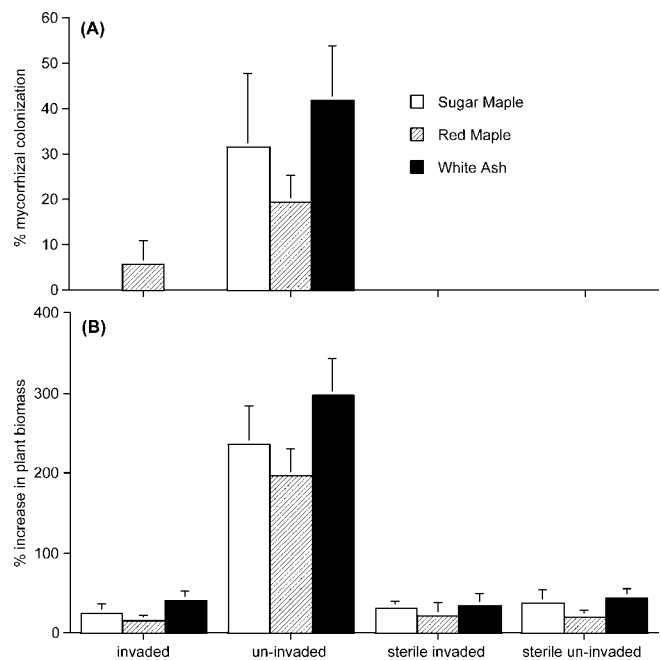 (A)
% mycorrhizal colonization
60
50
40
30
20
10
0
Sugar Maple
Red Maple
White Ash
(B)
% increase in plant biomass
400
300
200
100
0
invaded un-invaded sterile invaded sterile un-invaded